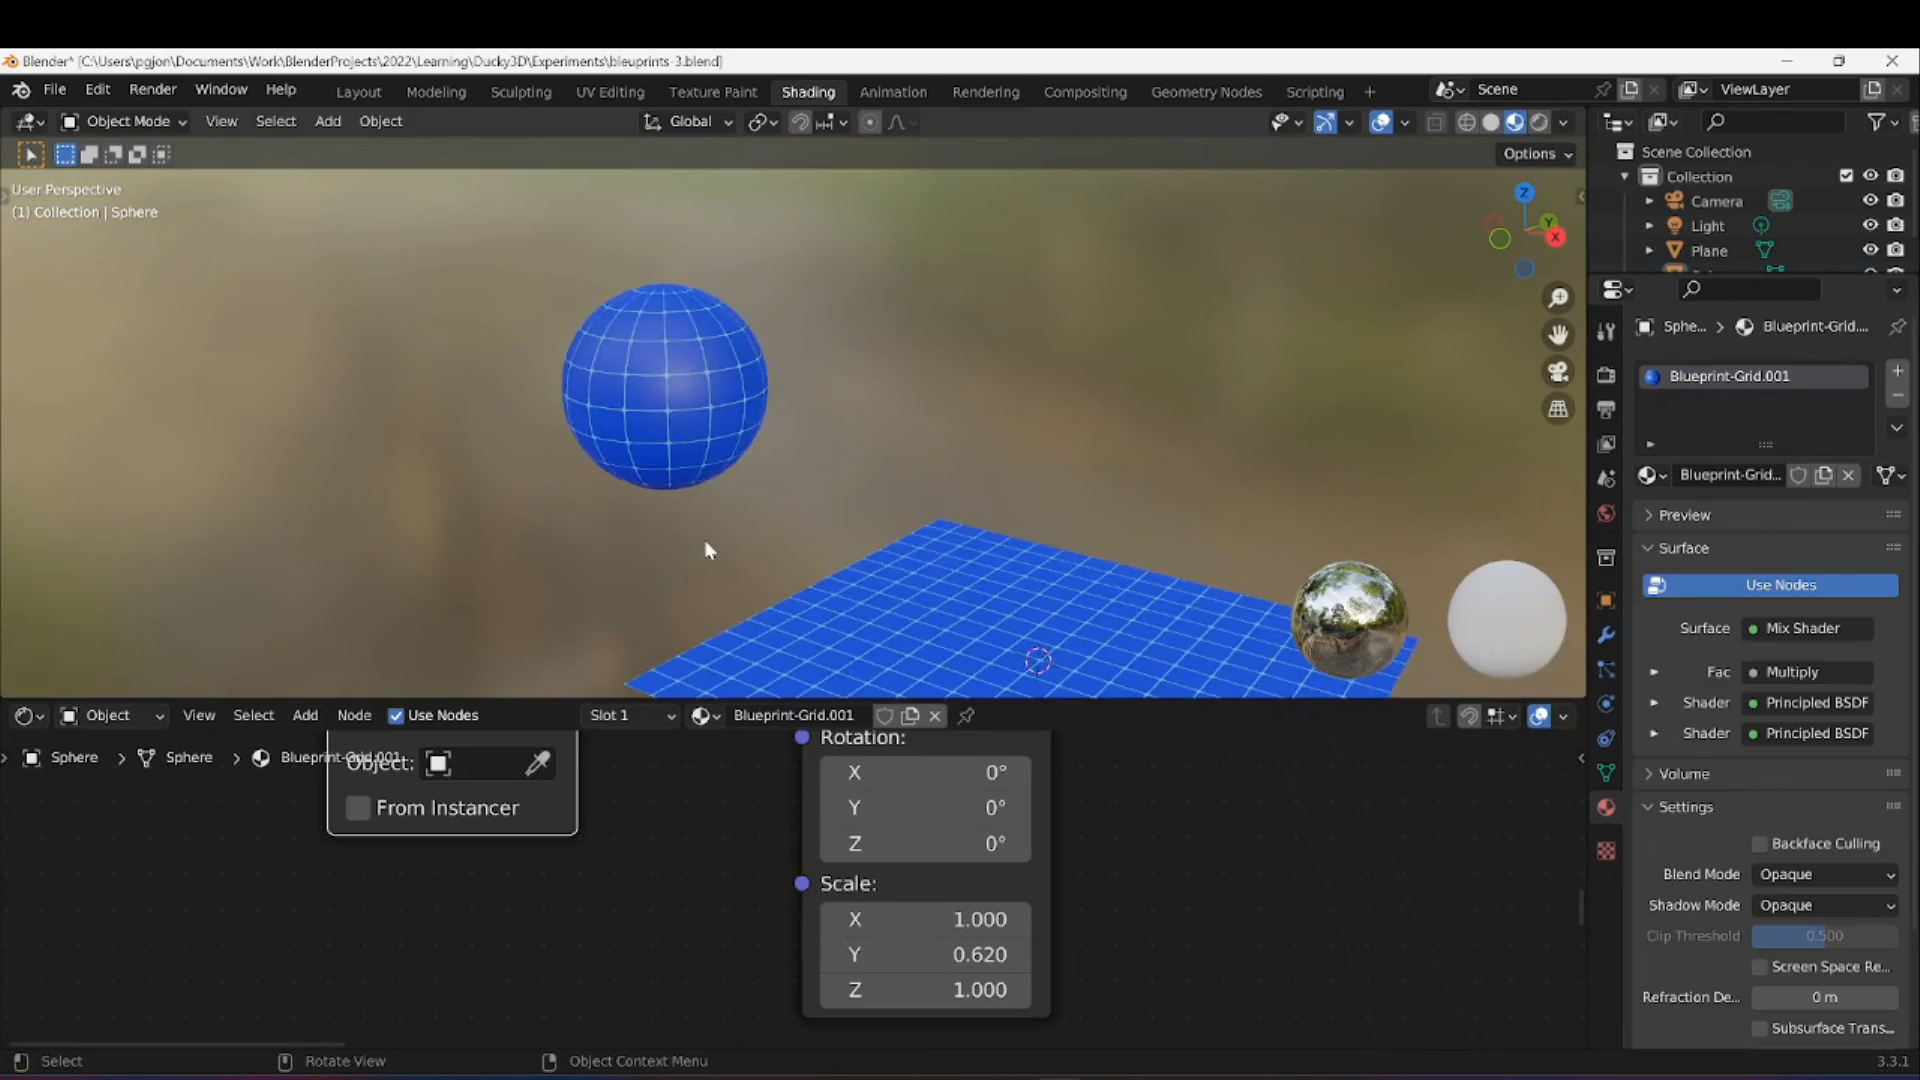 Blender* [C:\Users\pgjon\Documents\Work\BlenderProjects\2022\Learning\Ducky3D\Experiments\bleuprints-3.blend]
File Edit Render Window Help Layout Modeling Sculpting UV Editing Texture Paint Shading Animation Rendering Compositing Geometry Nodes Scripting + Scene ViewLayer
Object Mode View Select Add Object Global
Options
User Perspective
(1) Collection | Sphere
Z
Y
X
Scene Collection
Collection
Camera
Light
Plane
Sphe... > Blueprint-Grid....
Blueprint-Grid.001
Blueprint-Grid...
Preview
Surface
Use Nodes
Surface Mix Shader
Fac Multiply
Shader Principled BSDF
Shader Principled BSDF
Volume
Settings
Backface Culling
Blend Mode Opaque
Shadow Mode Opaque
Clip Threshold 0.500
Screen Space Re...
Refraction De... 0 m
Subsurface Trans...
Object View Select Add Node Use Nodes Slot 1 Blueprint-Grid.001
Sphere > Sphere > Blueprint-Grid.001
Object:
From Instancer
Rotation:
X 0°
Y 0°
Z 0°
Scale:
X 1.000
Y 0.620
Z 1.000
Select Rotate View Object Context Menu 3.3.1